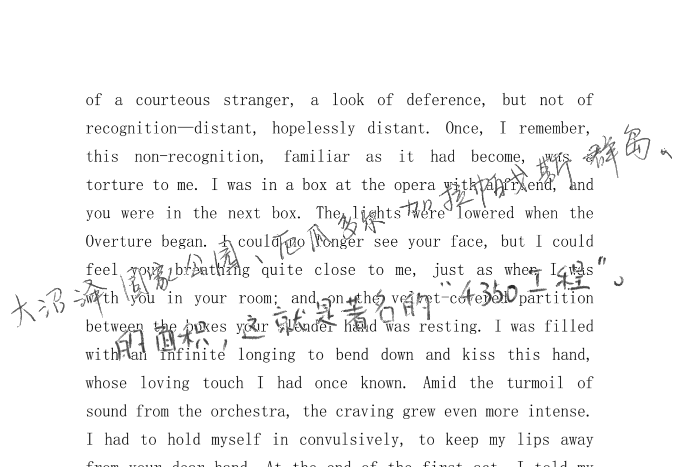 of a courteous stranger, a look of deference, but not of
recognition—distant, hopelessly distant. Once, I remember,
this non-recognition, familiar as it had become, was a
torture to me. I was in a box at the opera with a friend, and
you were in the next box. The lights were lowered when the
Overture began. I could no longer see your face, but I could
feel your breathing quite close to me, just as when I was
with you in your room; and on the velvet-covered partition
between the boxes your slender hand was resting. I was filled
with an infinite longing to bend down and kiss this hand,
whose loving touch I had once known. Amid the turmoil of
sound from the orchestra, the craving grew even more intense.
I had to hold myself in convulsively, to keep my lips away
from your dear hand. At the end of the first act, I told my
大沼泽国家公园、厄瓜多尔加拉帕戈斯群岛。
的面积，这就是著名的“4350工程”。